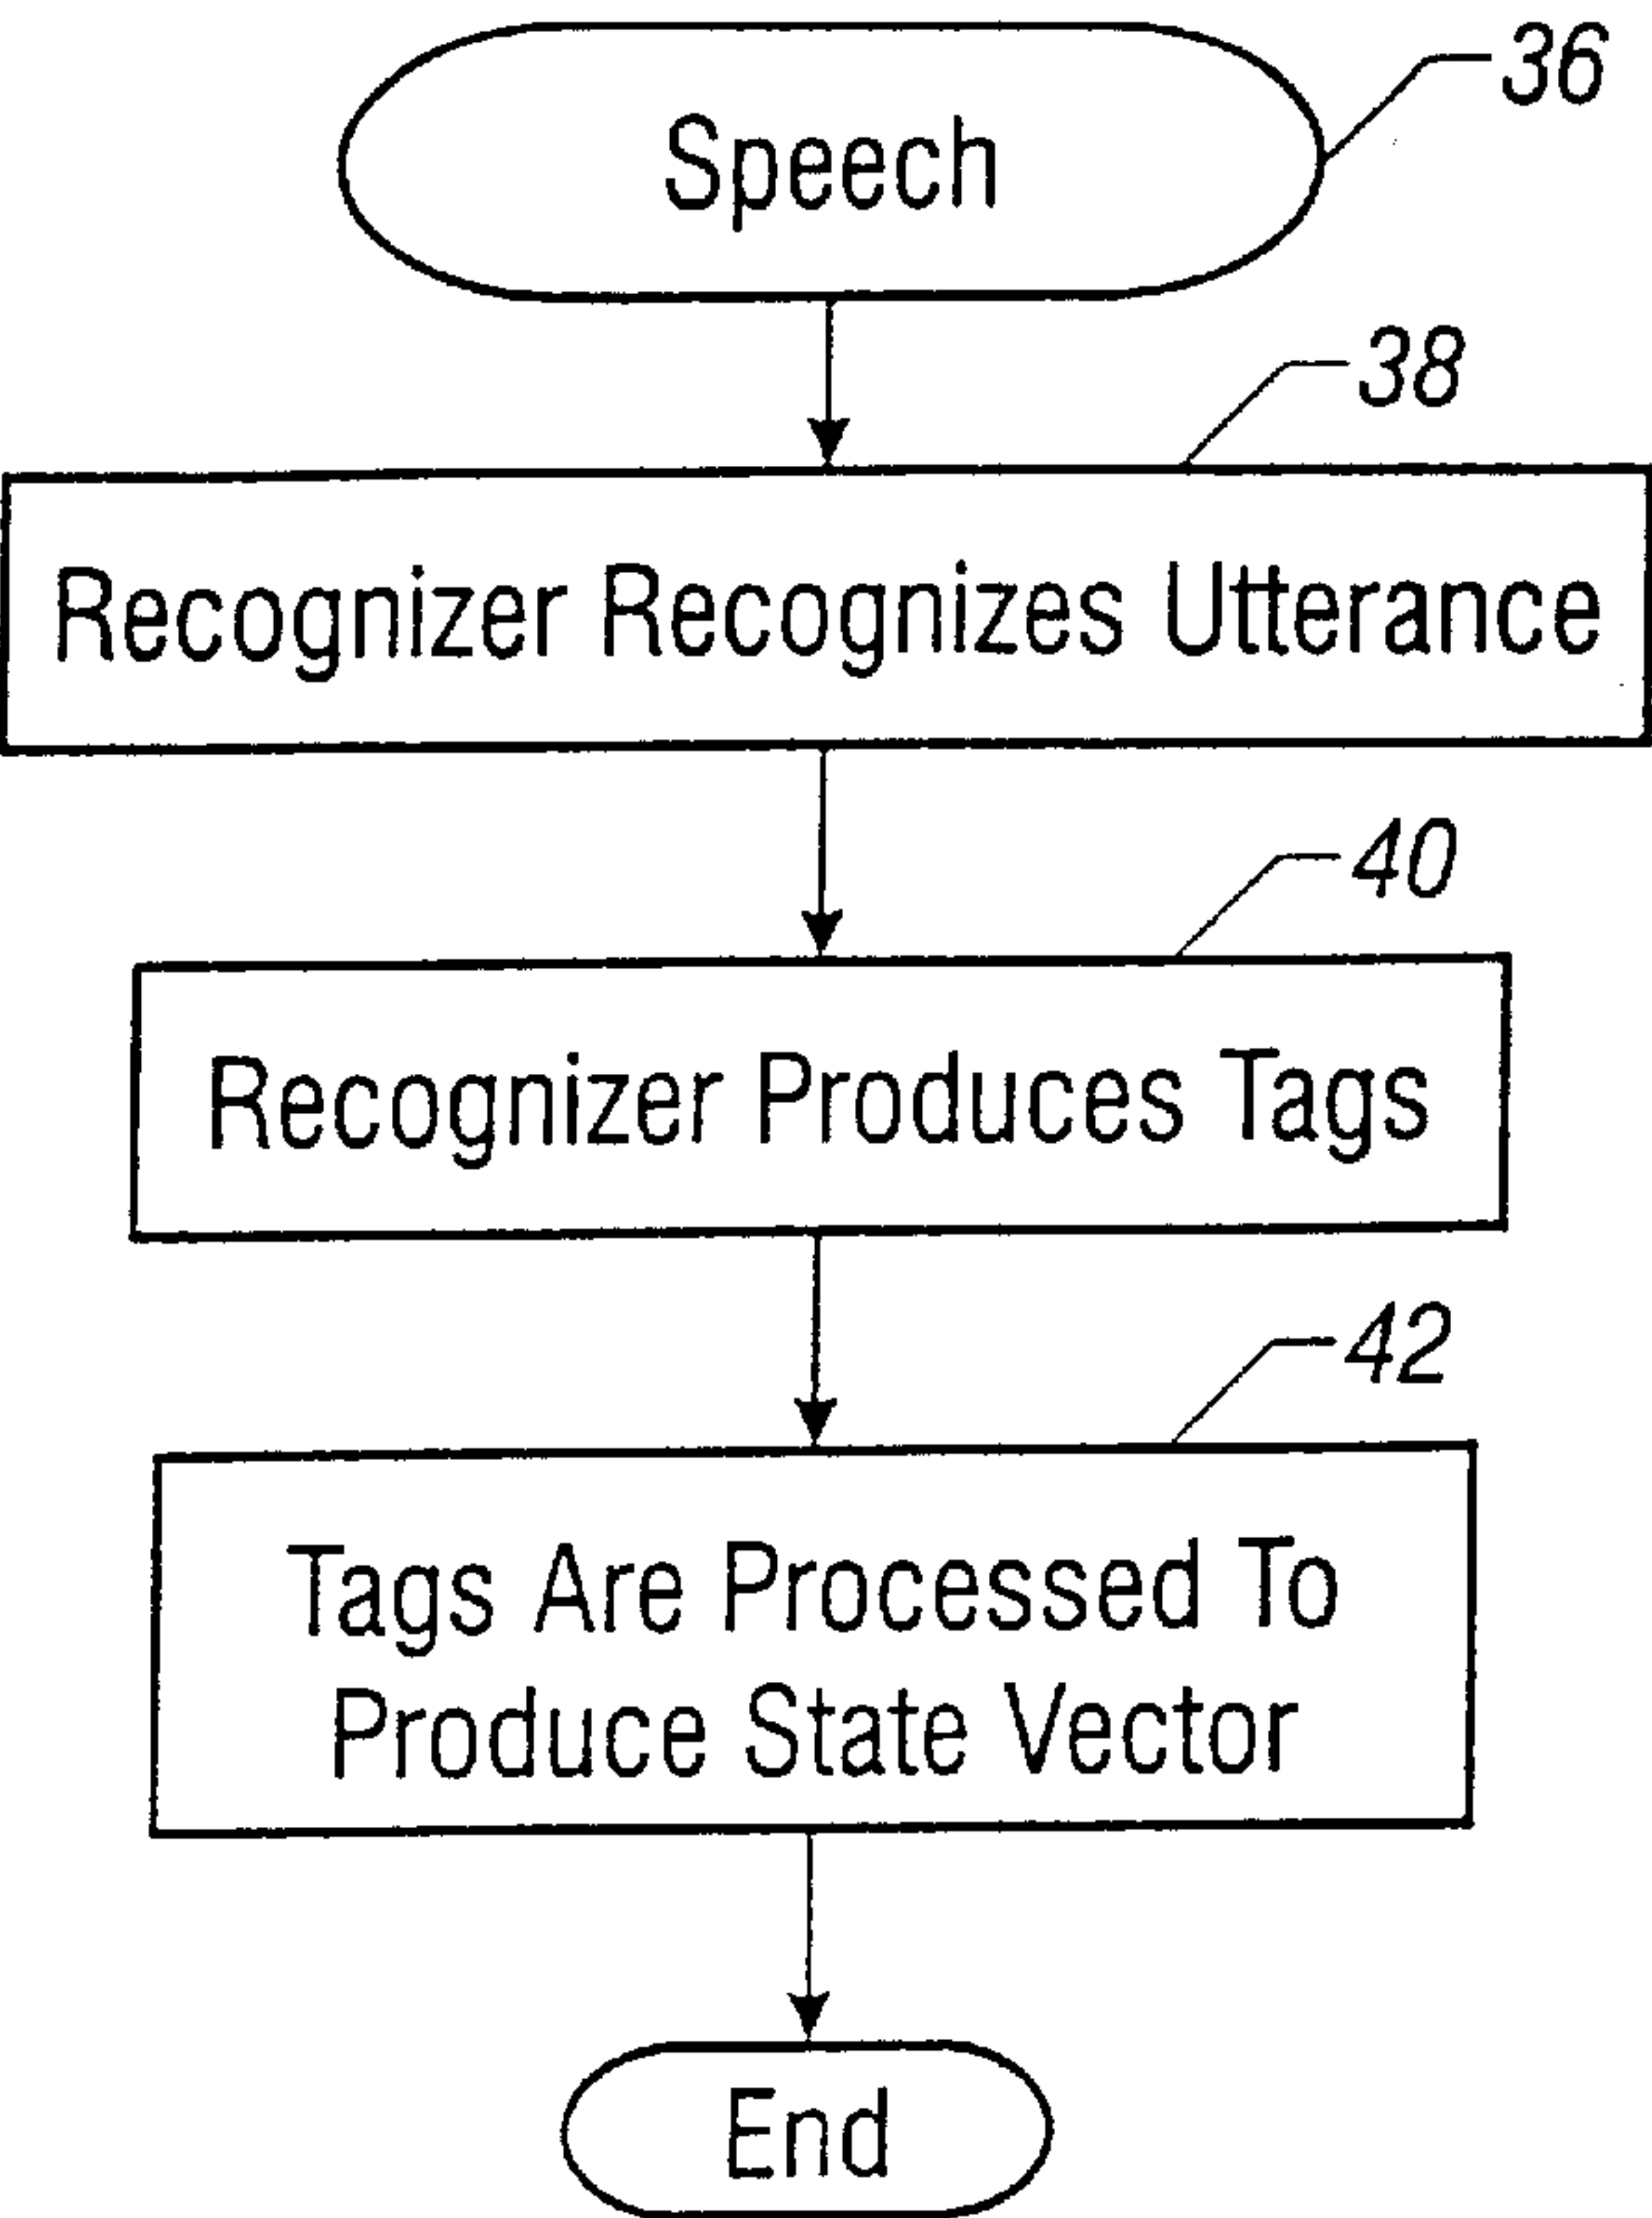 Speech
36
38
Recognizer Recognizes Utterance
40
Recognizer Produces Tags
42
Tags Are Processed To
Produce State Vector
End